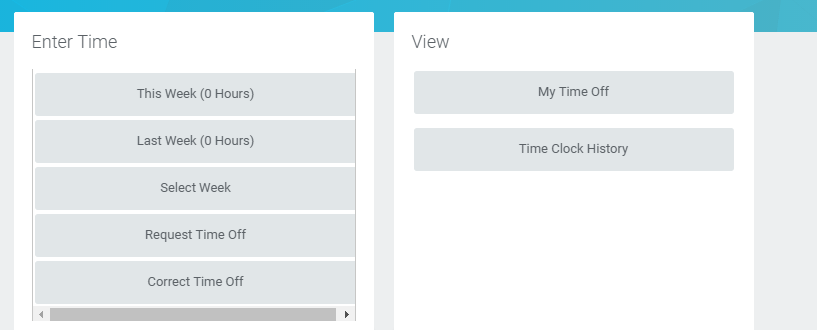 Enter Time
This Week (0 Hours)
Last Week (0 Hours)
Select Week
Request Time Off
Correct Time Off
View
My Time Off
Time Clock History